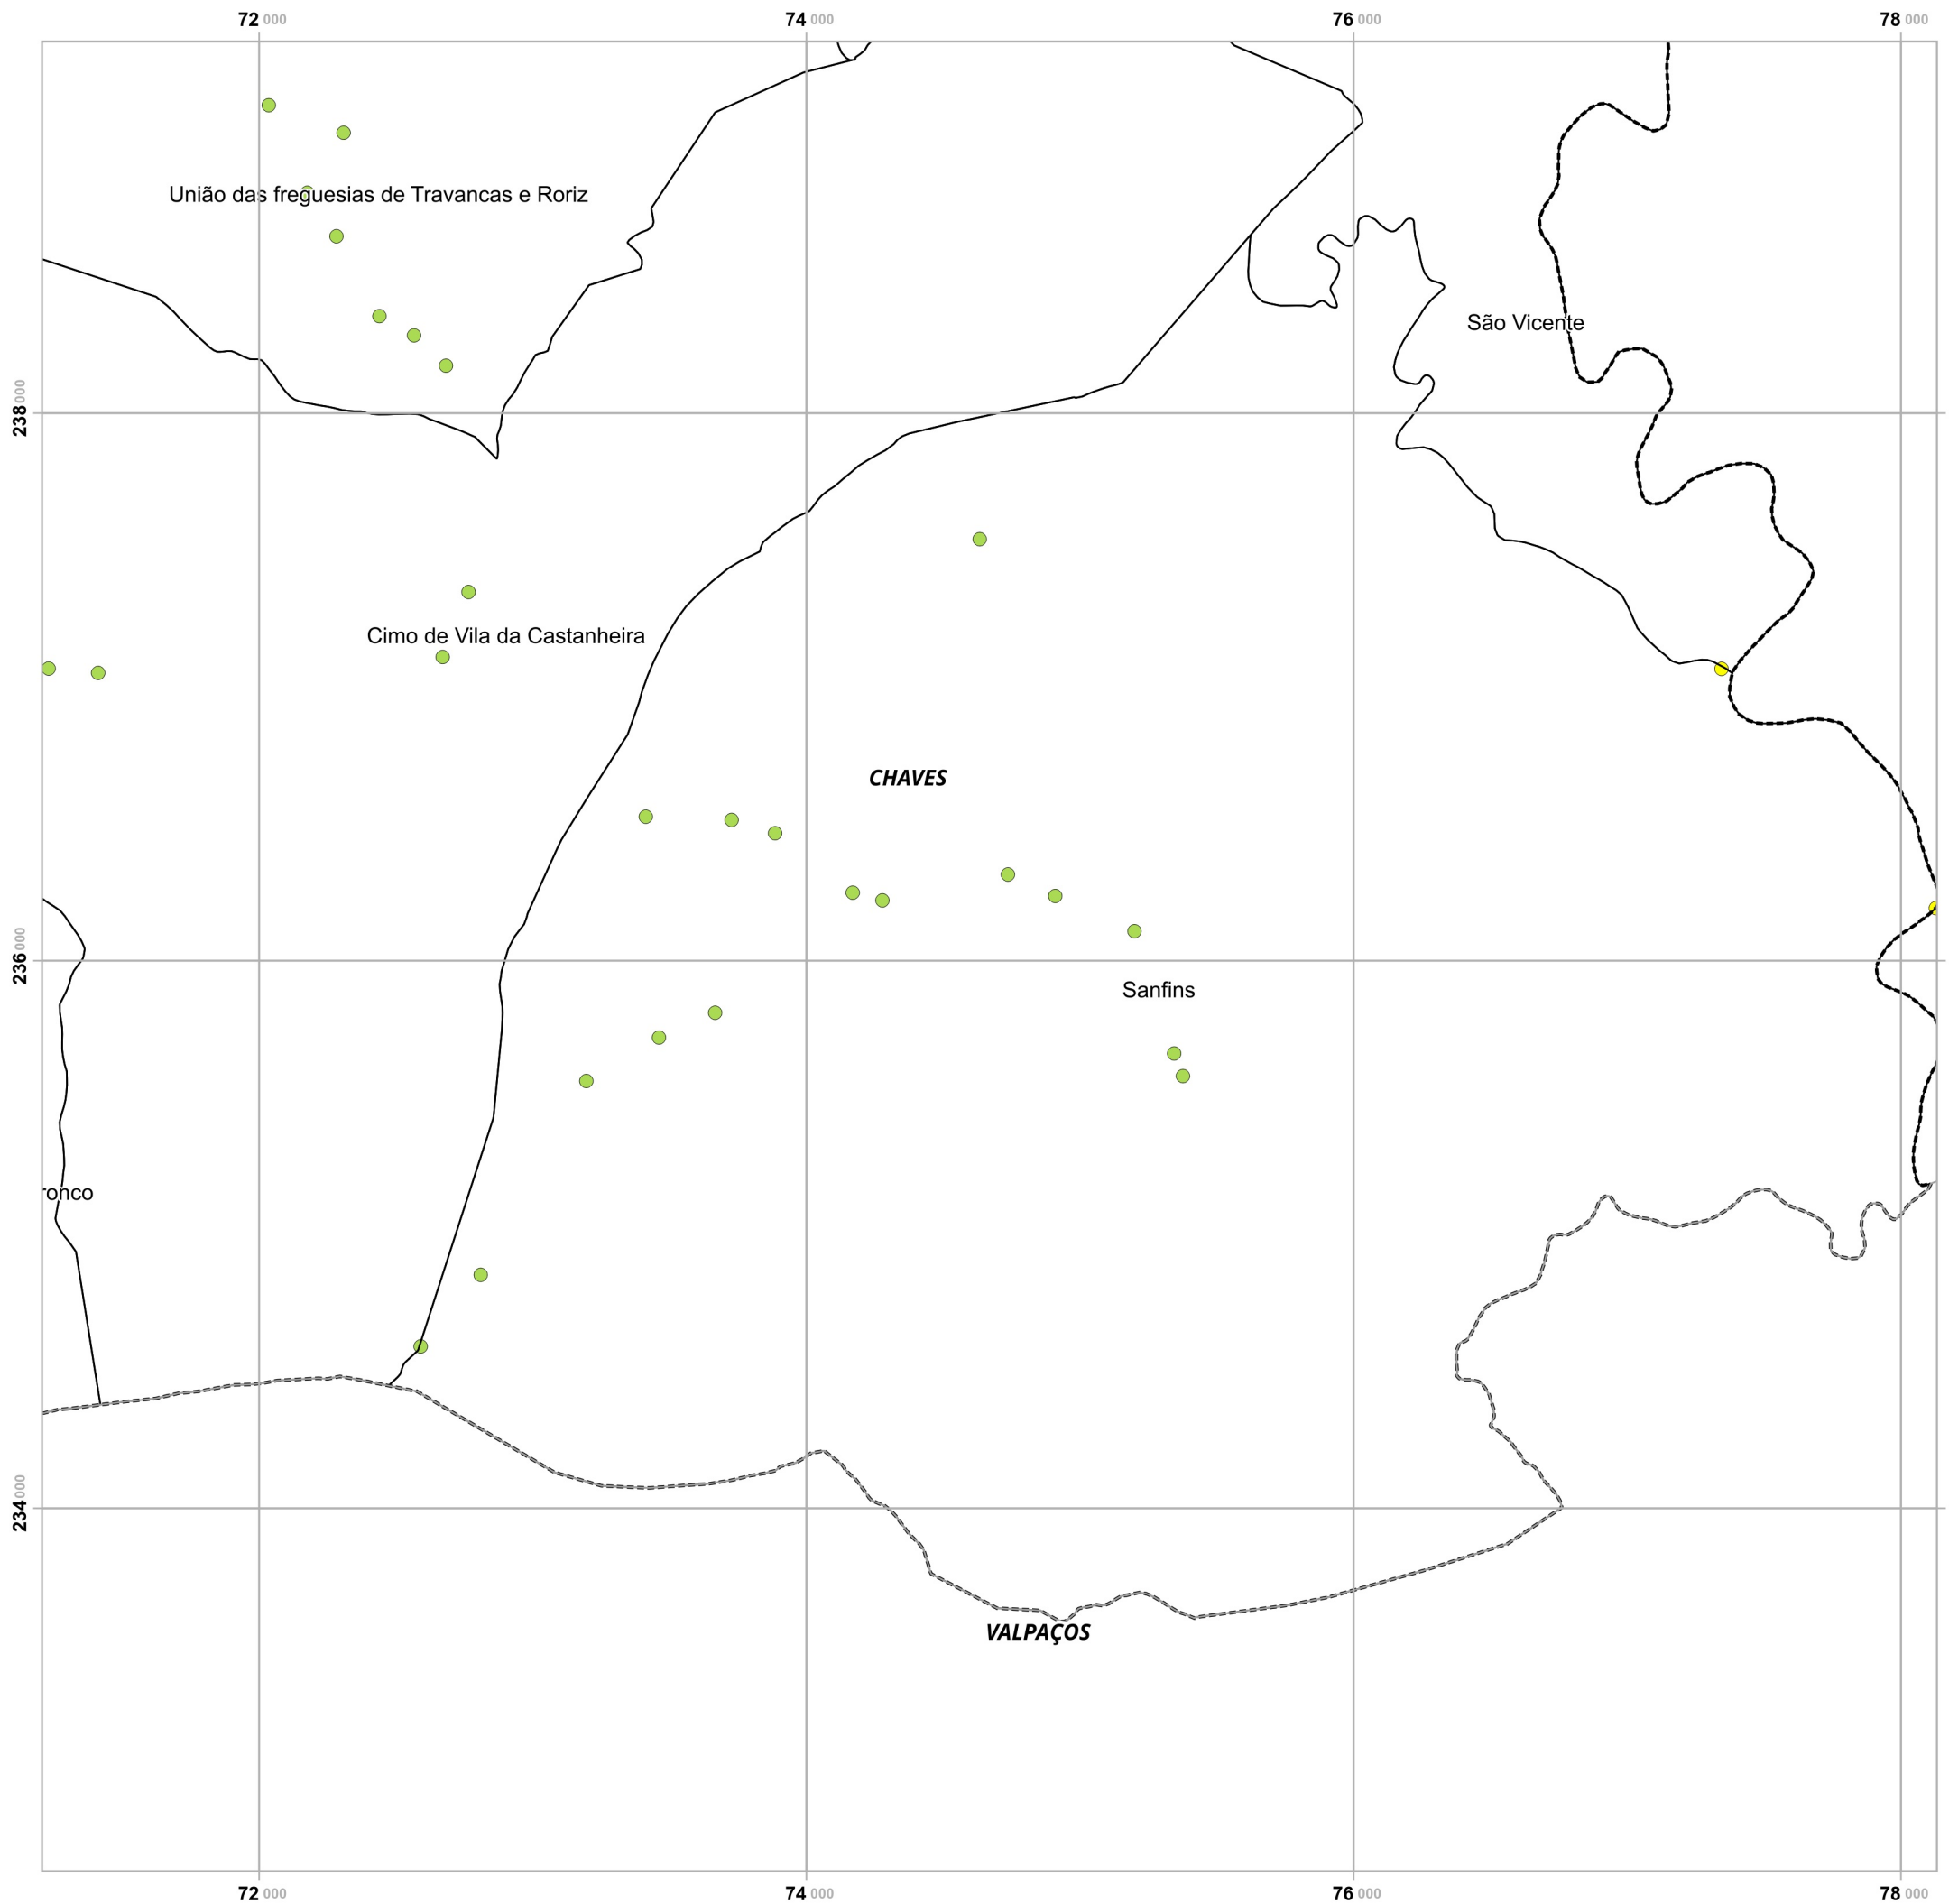 72 000 74 000 76 000 78 000
União das freguesias de Travancas e Roriz
São Vicente
238 000
Cimo de Vila da Castanheira
CHAVES
236 000
Sanfins
ronco
234 000
VALPAÇOS
72 000 74 000 76 000 78 000